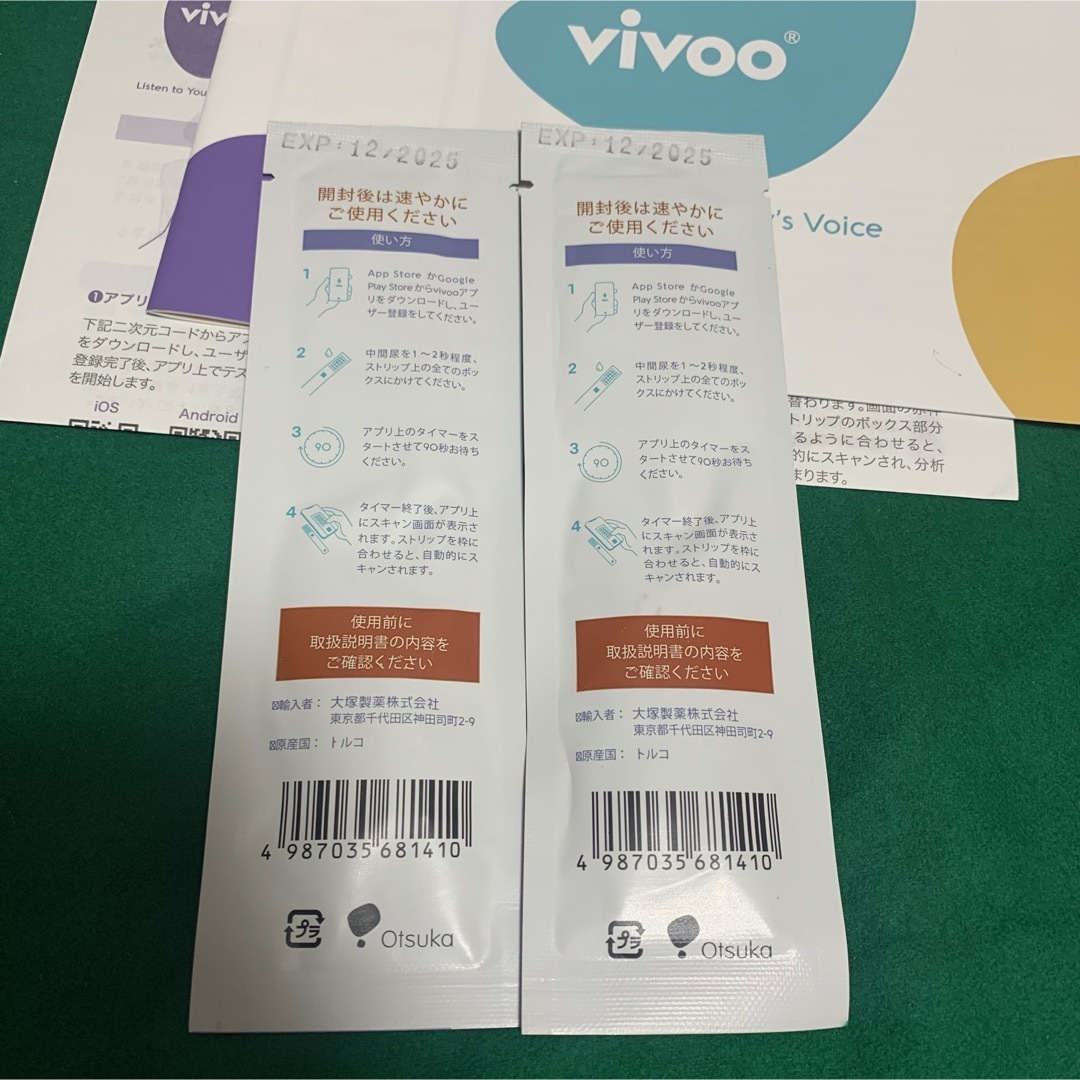 viv
Listen to You
vivoo®
's Voice
❶アプリ
下記二次元コードからアプ
をダウンロードし、ユーザ
登録完了後、アプリ上でテス
を開始します。
iOS
Android
トリップのボックス部分
るように合わせると、
的にスキャンされ、分析
まります。
EXP:12/2025
開封後は速やかに
ご使用ください
使い方
1
App StoreかGoogle
Play Storeからvivooアプ
リをダウンロードし、ユー
ザー登録をしてください。
2
中間尿を1～2秒程度、
ストリップ上の全てのボッ
クスにかけてください。
3
90
アプリ上のタイマーをス
タートさせて90秒お待ち
ください。
4
タイマー終了後、アプリ上
にスキャン画面が表示さ
れます。ストリップを枠に
合わせると、自動的にス
キャンされます。
使用前に
取扱説明書の内容を
ご確認ください
輸入者： 大塚製薬株式会社
東京都千代田区神田司町2-9
原産国： トルコ
4 987035 681410
プラ
Otsuka
EXP:12/2025
開封後は速やかに
ご使用ください
使い方
1
App StoreかGoogle
Play Storeからvivooアプ
リをダウンロードし、ユー
ザー登録をしてください。
2
中間尿を1～2秒程度、
ストリップ上の全てのボッ
クスにかけてください。
3
90
アプリ上のタイマーをス
タートさせて90秒お待ち
ください。
4
タイマー終了後、アプリ上
にスキャン画面が表示さ
れます。ストリップを枠に
合わせると、自動的にス
キャンされます。
使用前に
取扱説明書の内容を
ご確認ください
輸入者： 大塚製薬株式会社
東京都千代田区神田司町2-9
原産国： トルコ
4 987035 681410
プラ
Otsuka